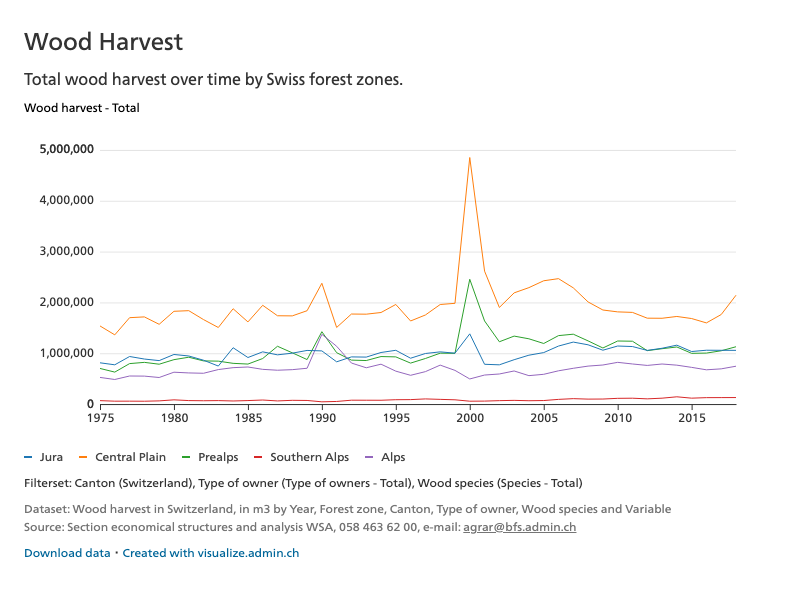 Wood Harvest
Total wood harvest over time by Swiss forest zones.
Wood harvest - Total
5,000,000
4,000,000
3,000,000
2,000,000
1,000,000
0
1975 1980 1985 1990 1995 2000 2005 2010 2015
Jura Central Plain Prealps Southern Alps Alps
Filterset: Canton (Switzerland), Type of owner (Type of owners - Total), Wood species (Species - Total)
Dataset: Wood harvest in Switzerland, in m3 by Year, Forest zone, Canton, Type of owner, Wood species and Variable
Source: Section economical structures and analysis WSA, 058 463 62 00, e-mail: agrar@bfs.admin.ch
Download data • Created with visualize.admin.ch